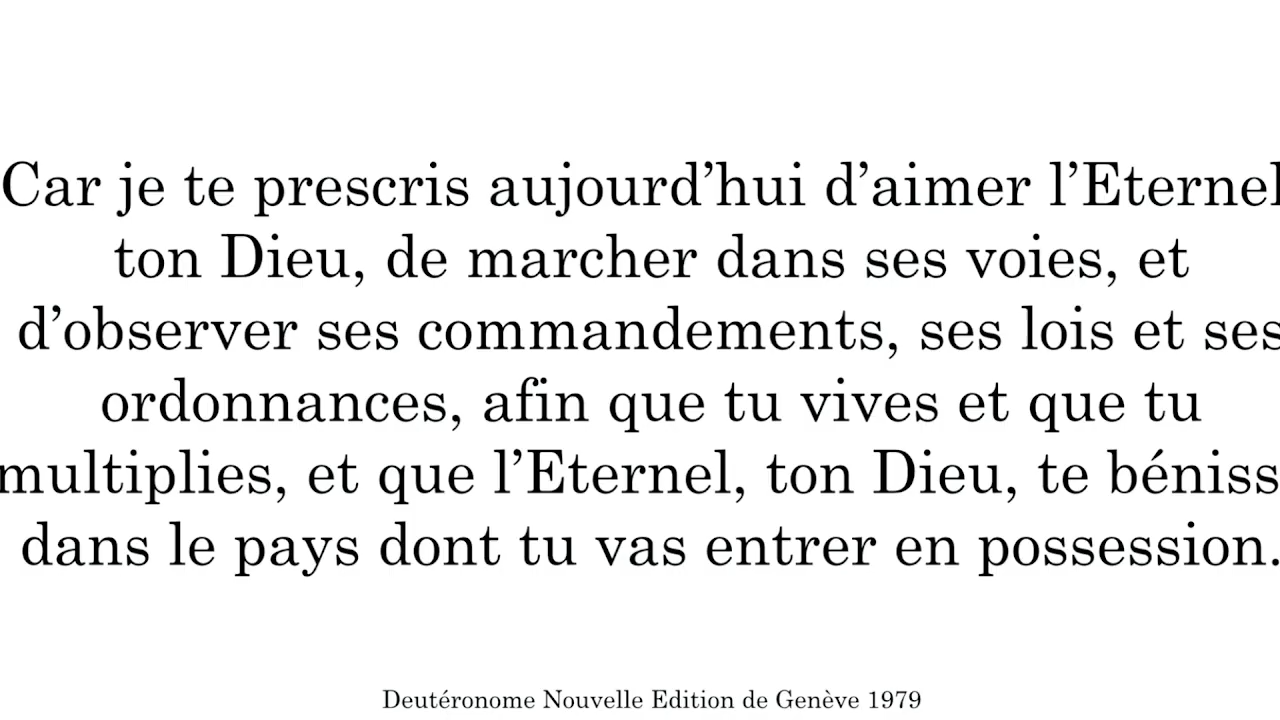 Car je te prescris aujourd’hui d’aimer l’Eternel
ton Dieu, de marcher dans ses voies, et
d’observer ses commandements, ses lois et ses
ordonnances, afin que tu vives et que tu
multiplies, et que l’Eternel, ton Dieu, te béniss
dans le pays dont tu vas entrer en possession.
Deutéronome Nouvelle Edition de Genève 1979